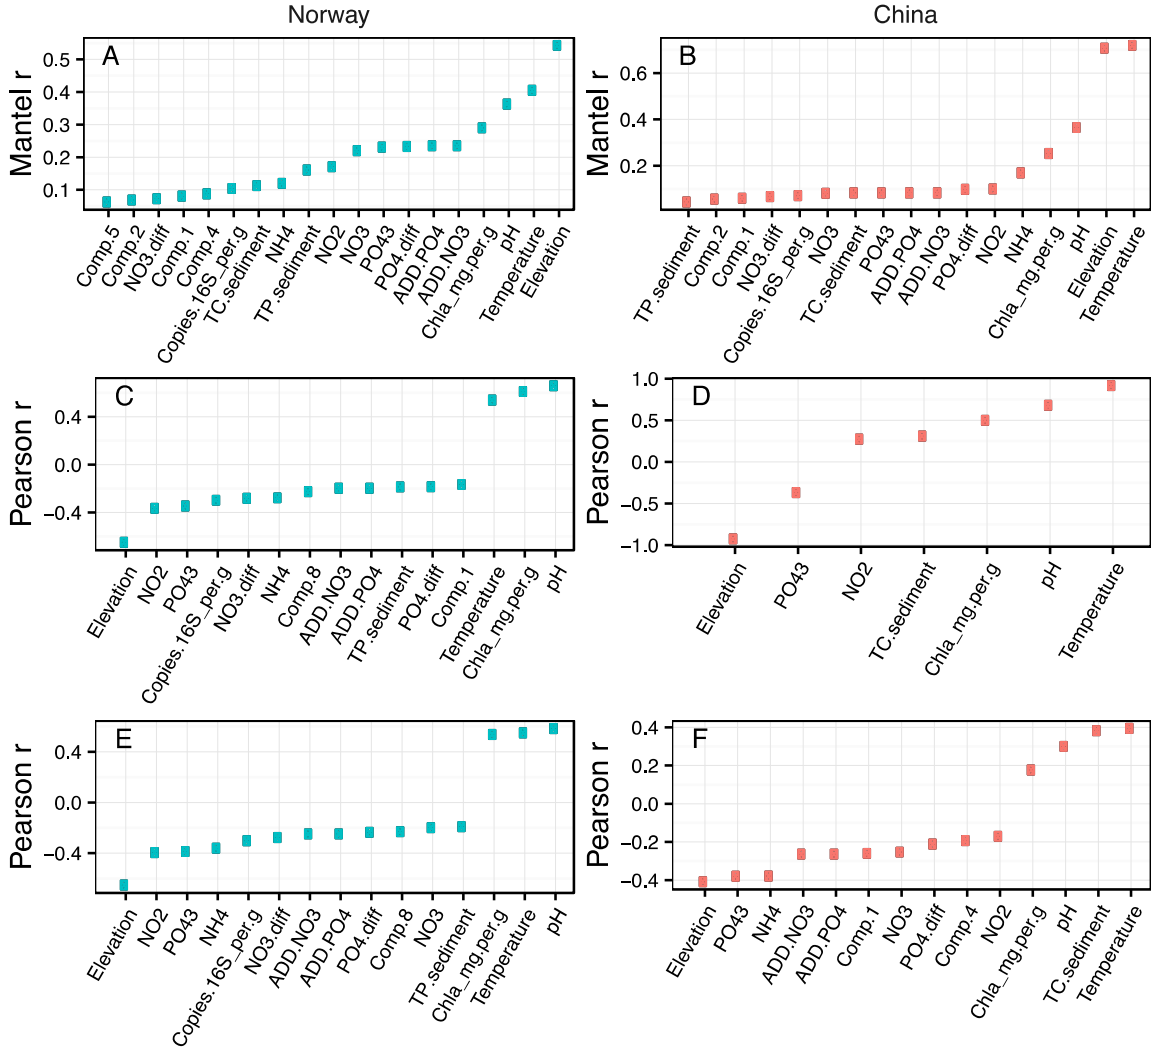 Norway
China
A
Mantel r
0.5
0.4
0.3
0.2
0.1
Comp.5
Comp.2
NO3.diff
Comp.1
Comp.4
Copies.16S_per.g
TC.sediment
NH4
TP.sediment
NO2
NO3
PO43
PO4.diff
ADD.PO4
ADD.NO3
Chla_mg.per.g
pH
Temperature
Elevation
B
Mantel r
0.6
0.4
0.2
TP.sediment
Comp.2
Comp.1
NO3.diff
Copies.16S_per.g
NO3
TC.sediment
PO43
ADD.PO4
ADD.NO3
PO4.diff
NO2
NH4
Chla_mg.per.g
pH
Elevation
Temperature
C
Pearson r
0.4
0.0
−0.4
Elevation
NO2
PO43
Copies.16S_per.g
NO3.diff
NH4
Comp.8
ADD.NO3
ADD.PO4
TP.sediment
PO4.diff
Comp.1
Temperature
Chla_mg.per.g
pH
D
Pearson r
1.0
0.5
0.0
−0.5
−1.0
Elevation
PO43
NO2
TC.sediment
Chla_mg.per.g
pH
Temperature
E
Pearson r
0.4
0.0
−0.4
Elevation
NO2
PO43
NH4
Copies.16S_per.g
NO3.diff
ADD.NO3
ADD.PO4
PO4.diff
Comp.8
NO3
TP.sediment
Chla_mg.per.g
Temperature
pH
F
Pearson r
0.4
0.2
0.0
−0.2
−0.4
Elevation
PO43
NH4
ADD.NO3
ADD.PO4
Comp.1
NO3
PO4.diff
Comp.4
NO2
Chla_mg.per.g
pH
TC.sediment
Temperature